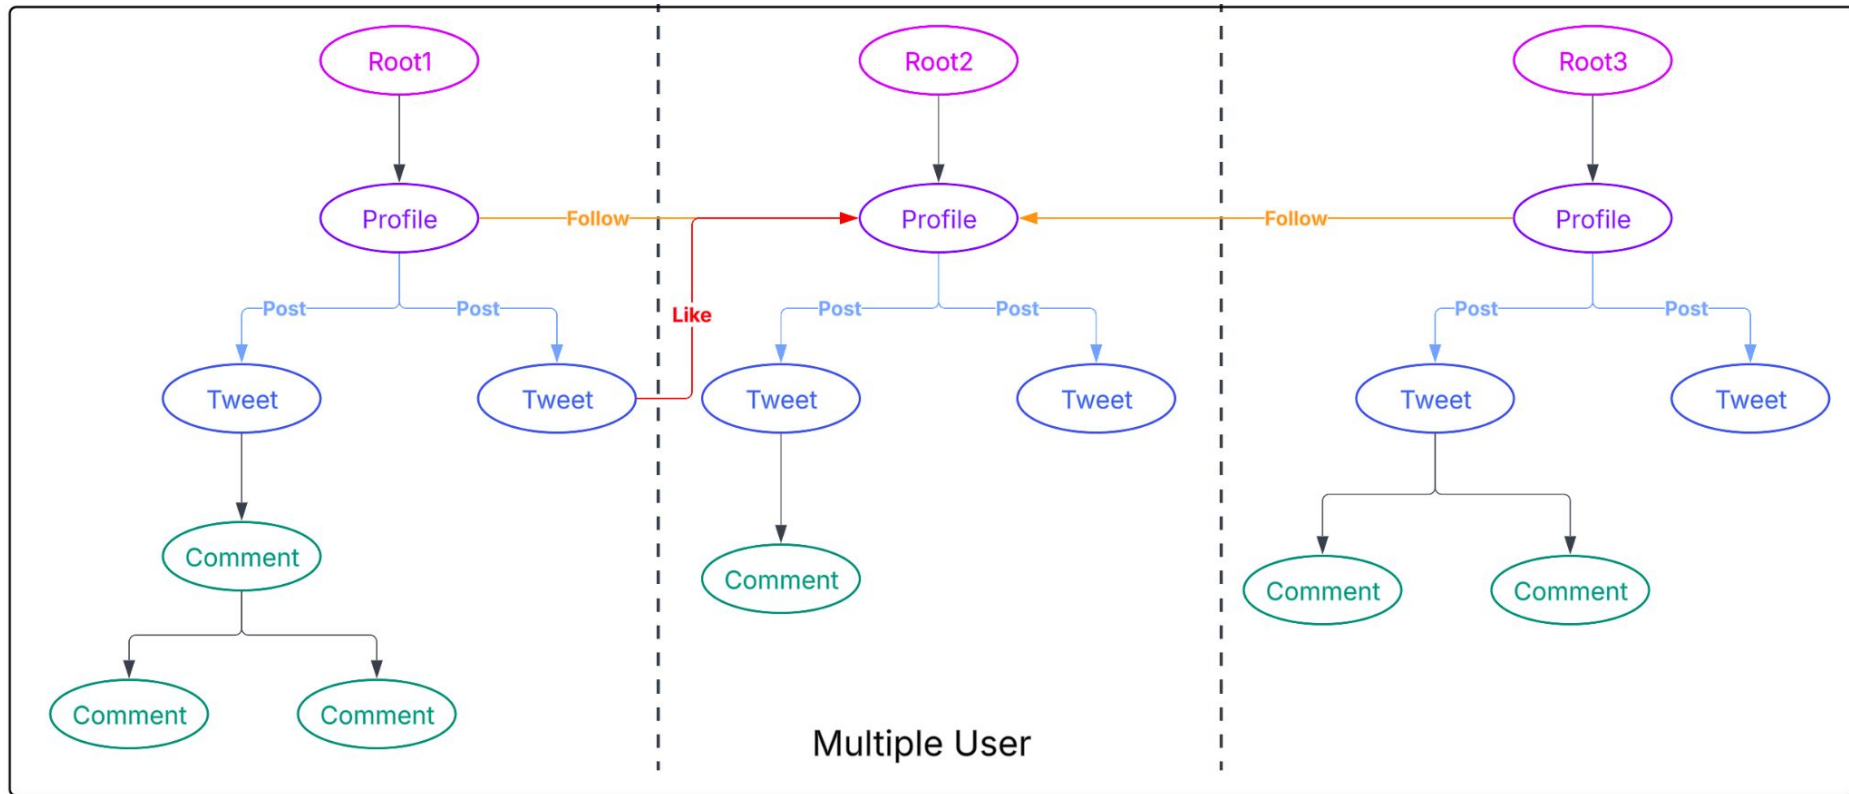 Root1
Root2
Root3
Profile
Follow
Profile
Follow
Profile
Post
Post
Like
Post
Post
Post
Post
Tweet
Tweet
Tweet
Tweet
Tweet
Tweet
Comment
Comment
Comment
Comment
Comment
Comment
Multiple User